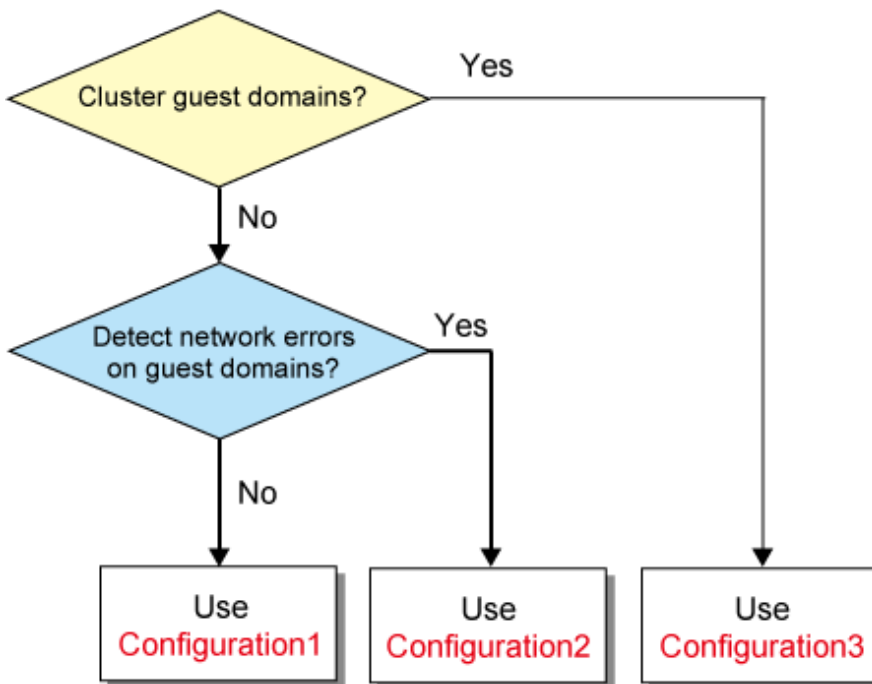 Cluster guest domains?
Yes
No
Detect network errors
on guest domains?
Yes
No
Use
Configuration1
Use
Configuration2
Use
Configuration3